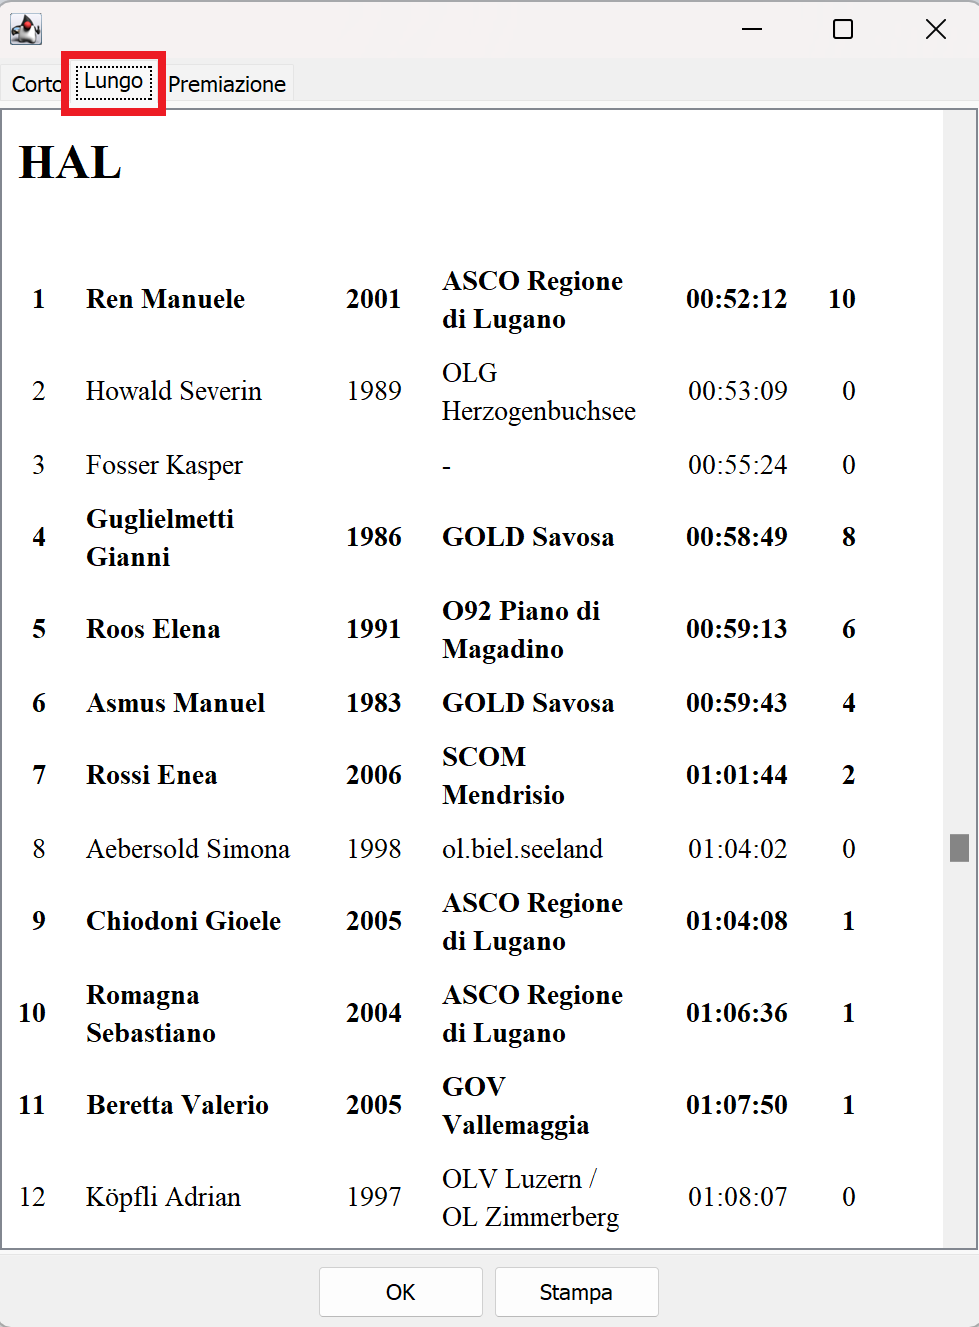 Corto Lungo Premiazione
HAL
1 Ren Manuele 2001 ASCO Regione di Lugano 00:52:12 10
2 Howald Severin 1989 OLG Herzogenbuchsee 00:53:09 0
3 Fosser Kasper - 00:55:24 0
4 Guglielmetti Gianni 1986 GOLD Savosa 00:58:49 8
5 Roos Elena 1991 O92 Piano di Magadino 00:59:13 6
6 Asmus Manuel 1983 GOLD Savosa 00:59:43 4
7 Rossi Enea 2006 SCOM Mendrisio 01:01:44 2
8 Aebersold Simona 1998 ol.biel.seeland 01:04:02 0
9 Chiodoni Gioele 2005 ASCO Regione di Lugano 01:04:08 1
10 Romagna Sebastiano 2004 ASCO Regione di Lugano 01:06:36 1
11 Beretta Valerio 2005 GOV Vallemaggia 01:07:50 1
12 Köpfli Adrian 1997 OLV Luzern / OL Zimmerberg 01:08:07 0
OK Stampa